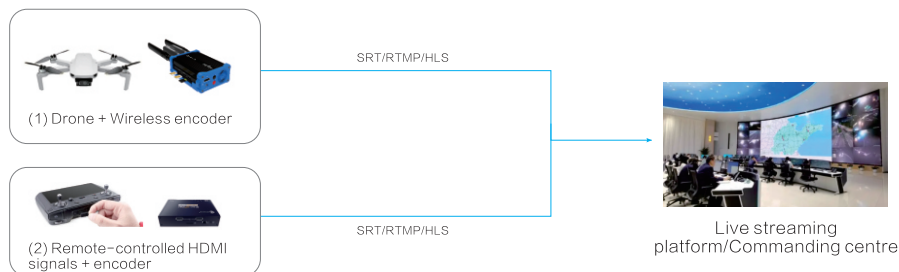 SRT/RTMP/HLS
(1) Drone + Wireless encoder
(2) Remote-controlled HDMI
signals + encoder
SRT/RTMP/HLS
Live streaming
platform/Commanding centre